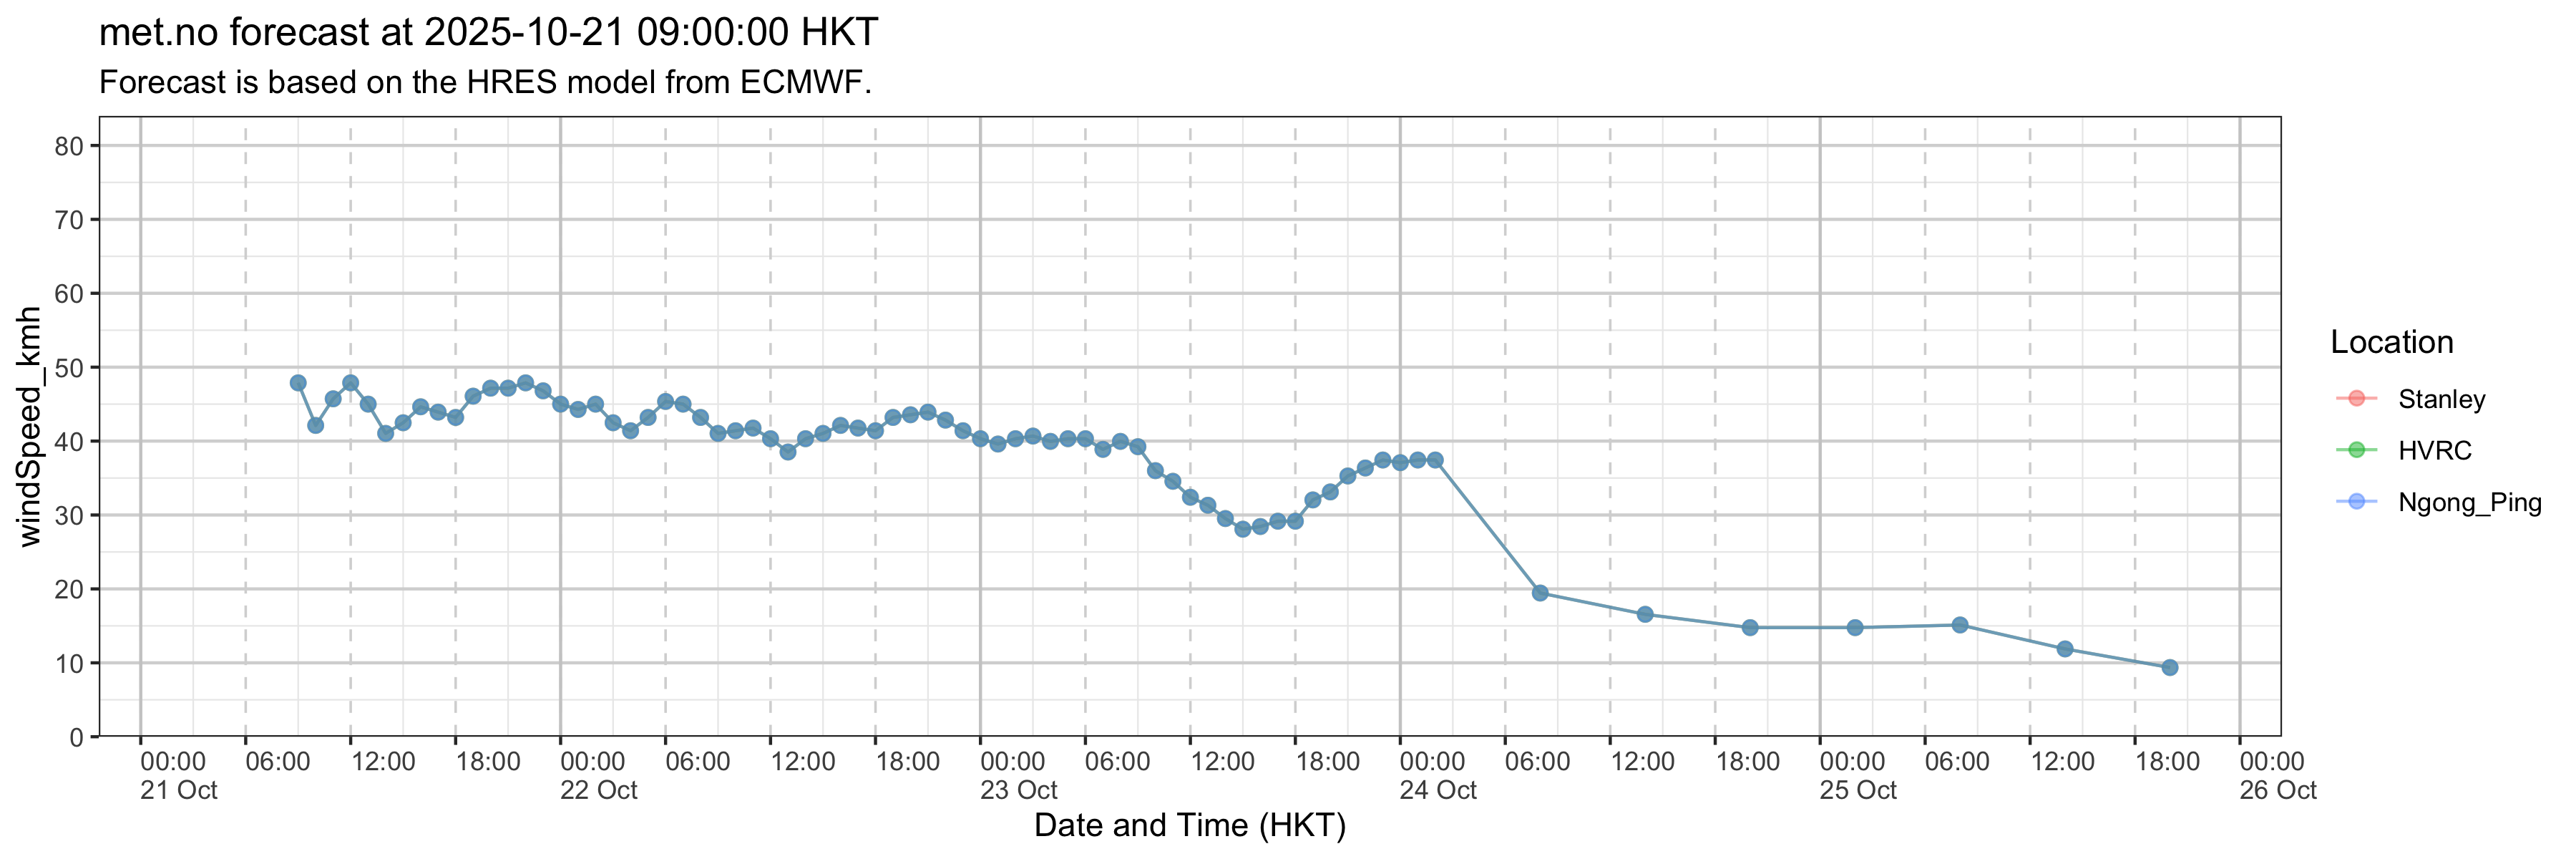 met.no forecast at 2025-10-21 09:00:00 HKT
Forecast is based on the HRES model from ECMWF.
windSpeed_kmh
80
70
60
50
40
30
20
10
0
00:00 06:00 12:00 18:00 00:00 06:00 12:00 18:00 00:00 06:00 12:00 18:00 00:00 06:00 12:00 18:00 00:00 06:00 12:00 18:00 00:00
21 Oct 22 Oct 23 Oct 24 Oct 25 Oct 26 Oct
Date and Time (HKT)
Location
Stanley
HVRC
Ngong_Ping